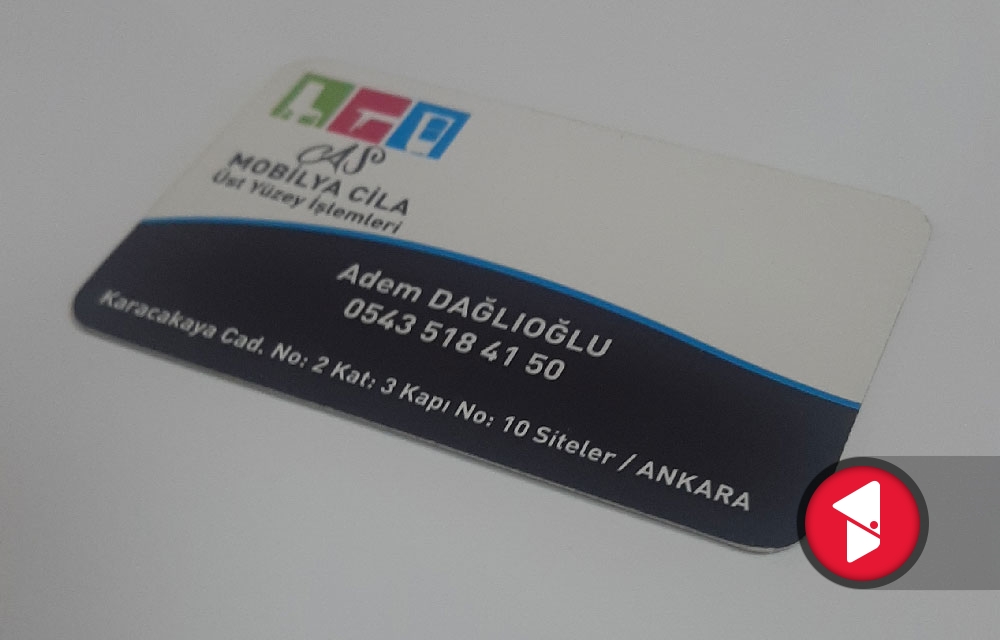 AS
MOBİLYA CİLA
Üst Yüzey İşlemleri
Adem DAĞLIOĞLU
0543 518 41 50
Karacakaya Cad. No: 2 Kat: 3 Kapı No: 10 Siteler / ANKARA